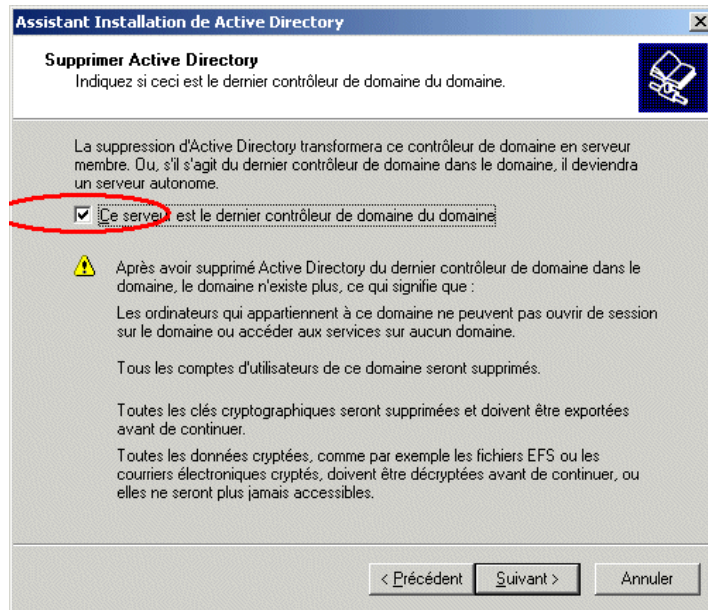 Assistant Installation de Active Directory
Supprimer Active Directory
Indiquez si ceci est le dernier contrôleur de domaine du domaine.
La suppression d'Active Directory transformera ce contrôleur de domaine en serveur
membre. Ou, s'il s'agit du dernier contrôleur de domaine dans le domaine, il deviendra
un serveur autonome.
Ce serveur est le dernier contrôleur de domaine du domaine
Après avoir supprimé Active Directory du dernier contrôleur de domaine dans le
domaine, le domaine n'existe plus, ce qui signifie que :
Les ordinateurs qui appartiennent à ce domaine ne peuvent pas ouvrir de session
sur le domaine ou accéder aux services sur aucun domaine.
Tous les comptes d'utilisateurs de ce domaine seront supprimés.
Toutes les clés cryptographiques seront supprimées et doivent être exportées
avant de continuer.
Toutes les données cryptées, comme par exemple les fichiers EFS ou les
courriers électroniques cryptés, doivent être décryptées avant de continuer, ou
elles ne seront plus jamais accessibles.
< Précédent Suivant > Annuler